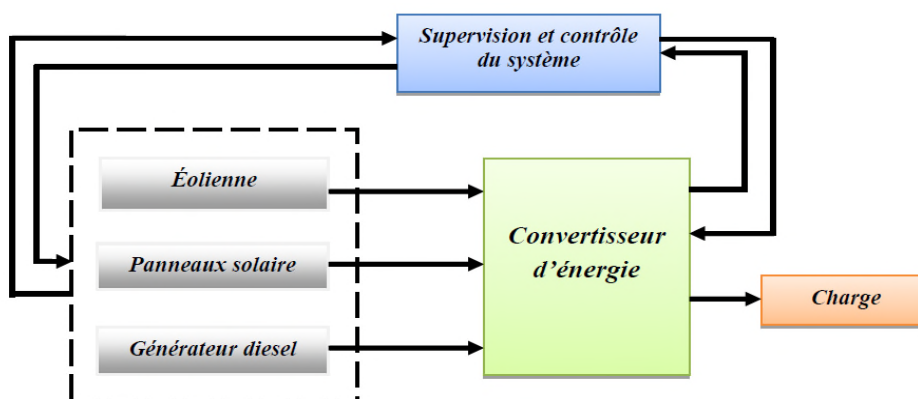 Supervision et contrôle
du système
Éolienne
Panneaux solaire
Générateur diesel
Convertisseur
d'énergie
Charge